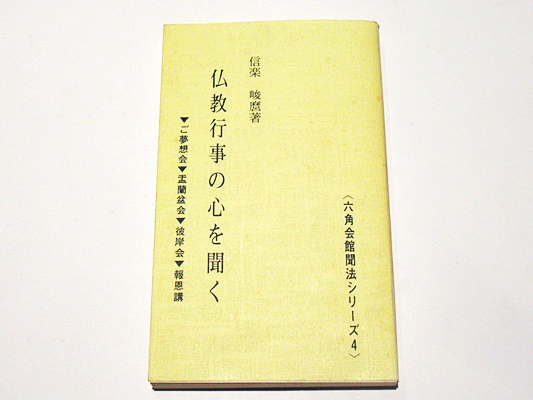 〈六角会館聞法シリーズ4〉
信楽 峻麿著
仏教行事の心を聞く
▼ご夢想会▼盂蘭盆会▼彼岸会▼報恩講